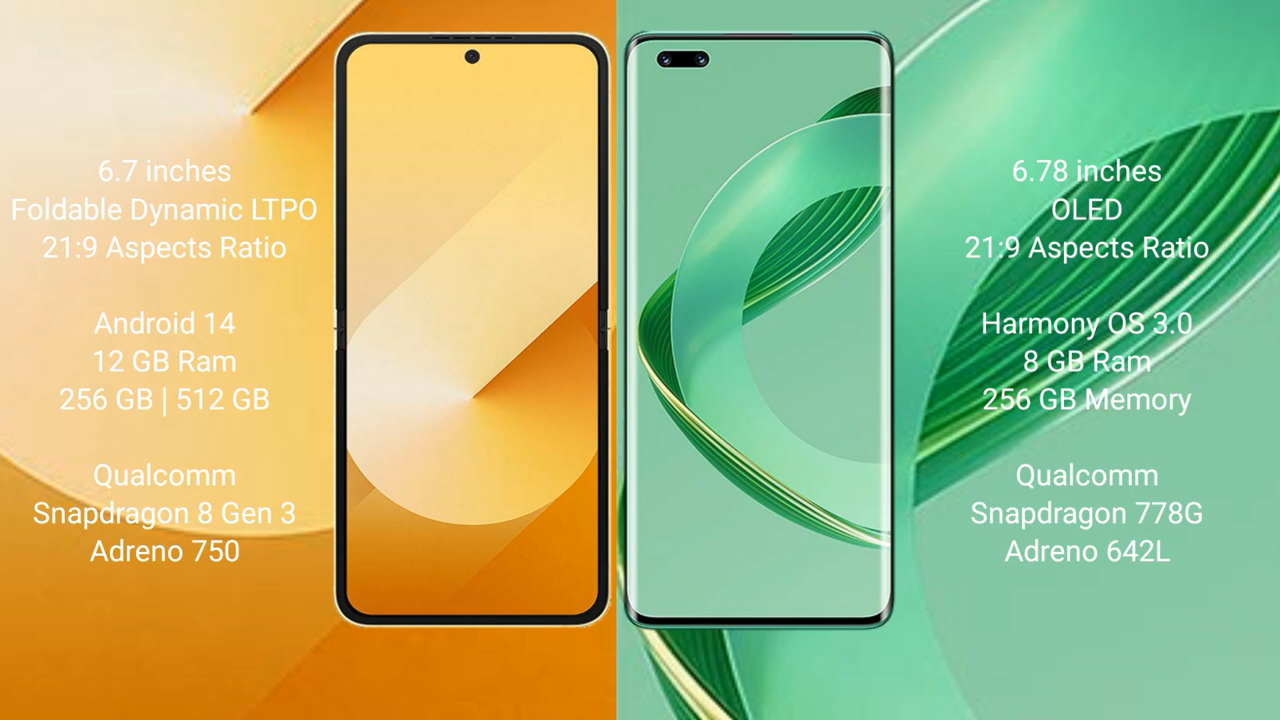 6.7 inches
Foldable Dynamic LTPO
21:9 Aspects Ratio
Android 14
12 GB Ram
256 GB | 512 GB
Qualcomm
Snapdragon 8 Gen 3
Adreno 750
6.78 inches
OLED
21:9 Aspects Ratio
Harmony OS 3.0
8 GB Ram
256 GB Memory
Qualcomm
Snapdragon 778G
Adreno 642L